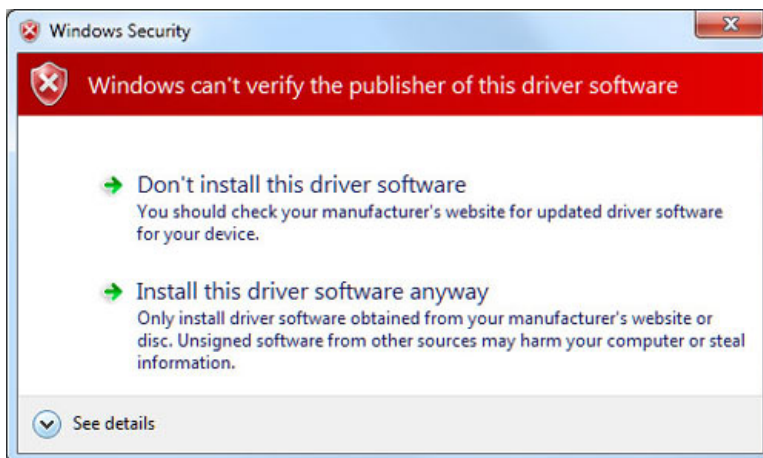 Windows Security
Windows can't verify the publisher of this driver software
Don't install this driver software
You should check your manufacturer's website for updated driver software
for your device.
Install this driver software anyway
Only install driver software obtained from your manufacturer's website or
disc. Unsigned software from other sources may harm your computer or steal
information.
See details